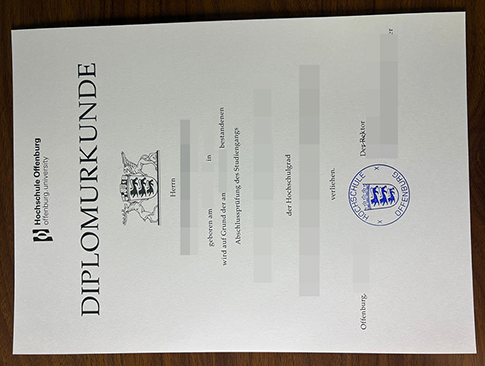 Hochschule Offenburg
offenburg university
DIPLOMURKUNDE
Herrn
geboren am in
wird auf Grund der an bestandenen
Abschlussprüfung des Studiengangs
der Hochschulgrad
verliehen.
Offenburg, Der Rektor
HOCHSCHULE
OFFENBURG